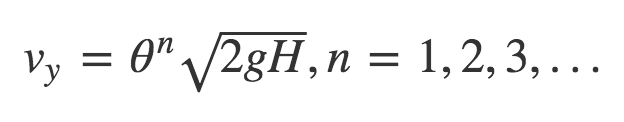 v_y = θ^n √(2gH), n = 1, 2, 3, . . .